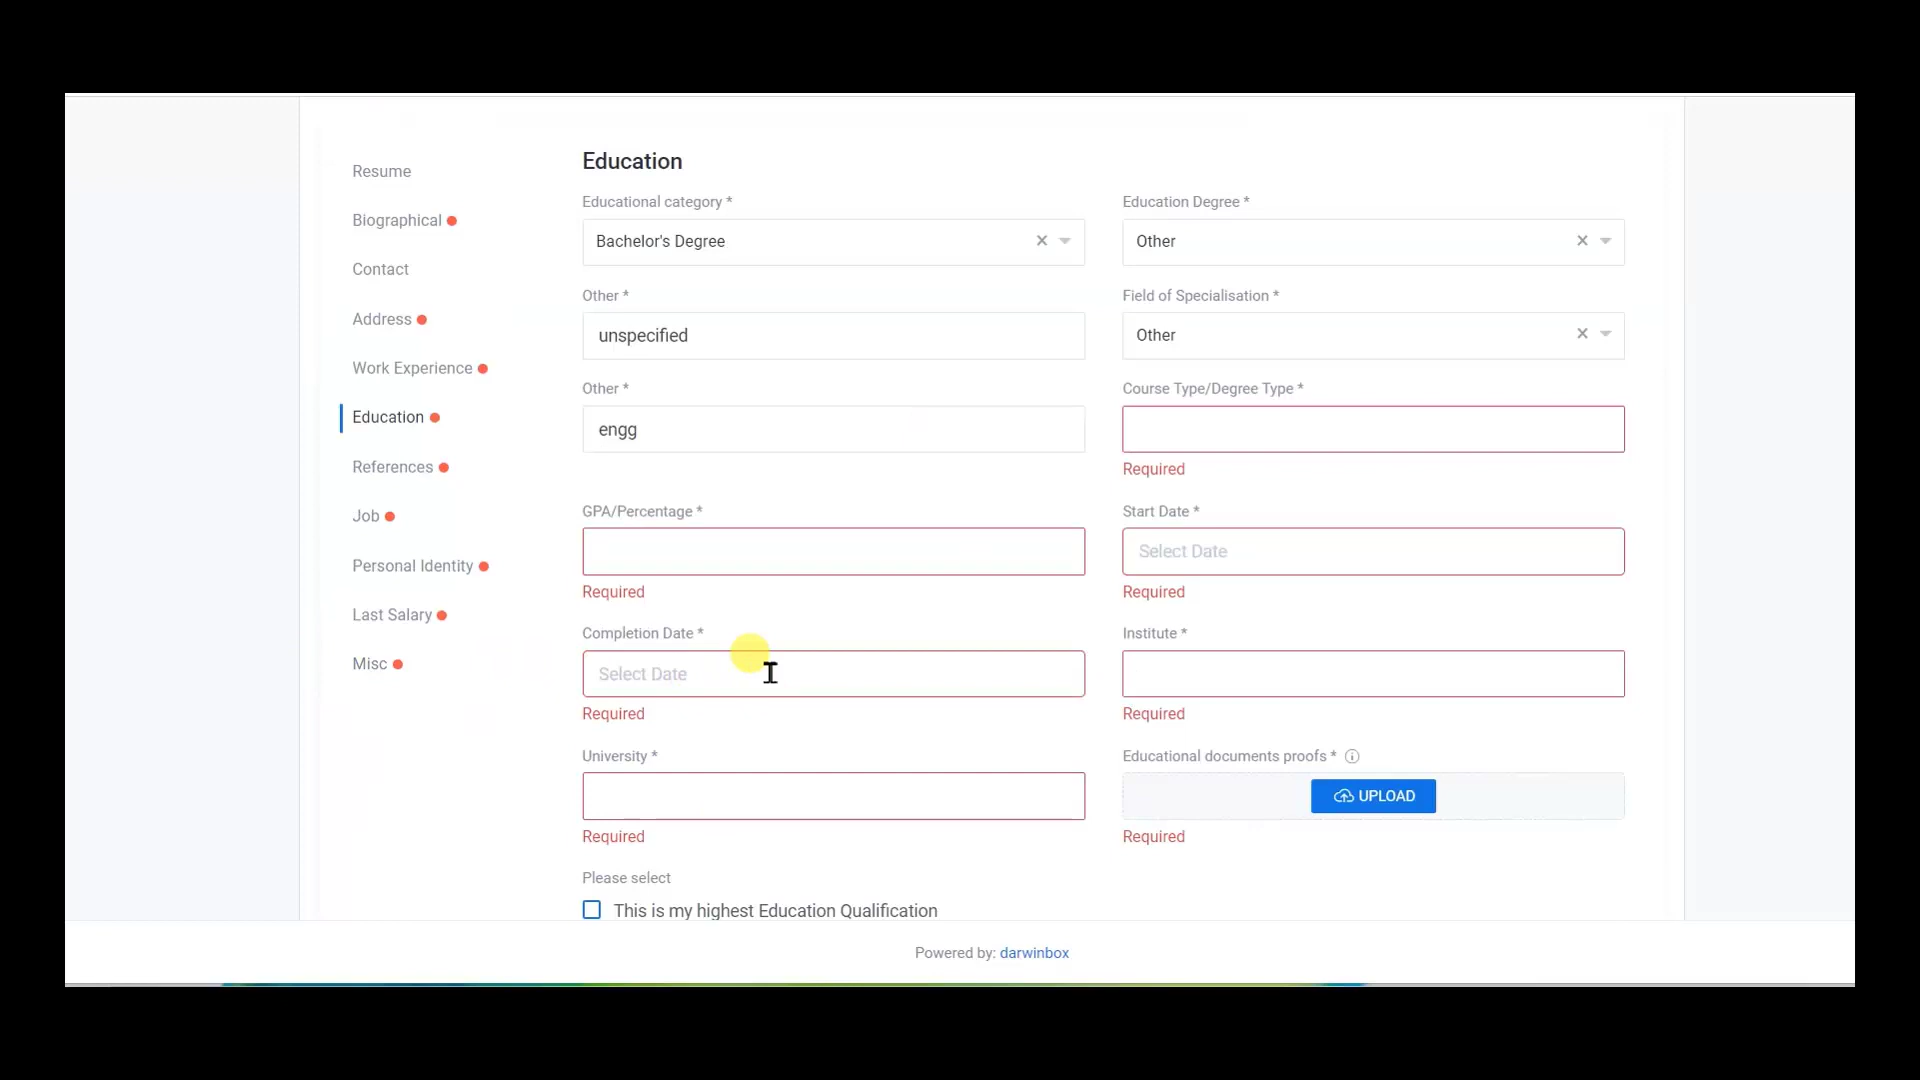 Resume
Biographical
Contact
Address
Work Experience
Education
References
Job
Personal Identity
Last Salary
Misc
Education
Educational category *
Education Degree *
Bachelor's Degree
Other
Other *
Field of Specialisation *
unspecified
Other
Other *
Course Type/Degree Type *
engg
Required
GPA/Percentage *
Start Date *
Select Date
Required
Required
Completion Date *
Institute *
Select Date
Required
Required
University *
Educational documents proofs *
UPLOAD
Required
Required
Please select
This is my highest Education Qualification
Powered by: darwinbox